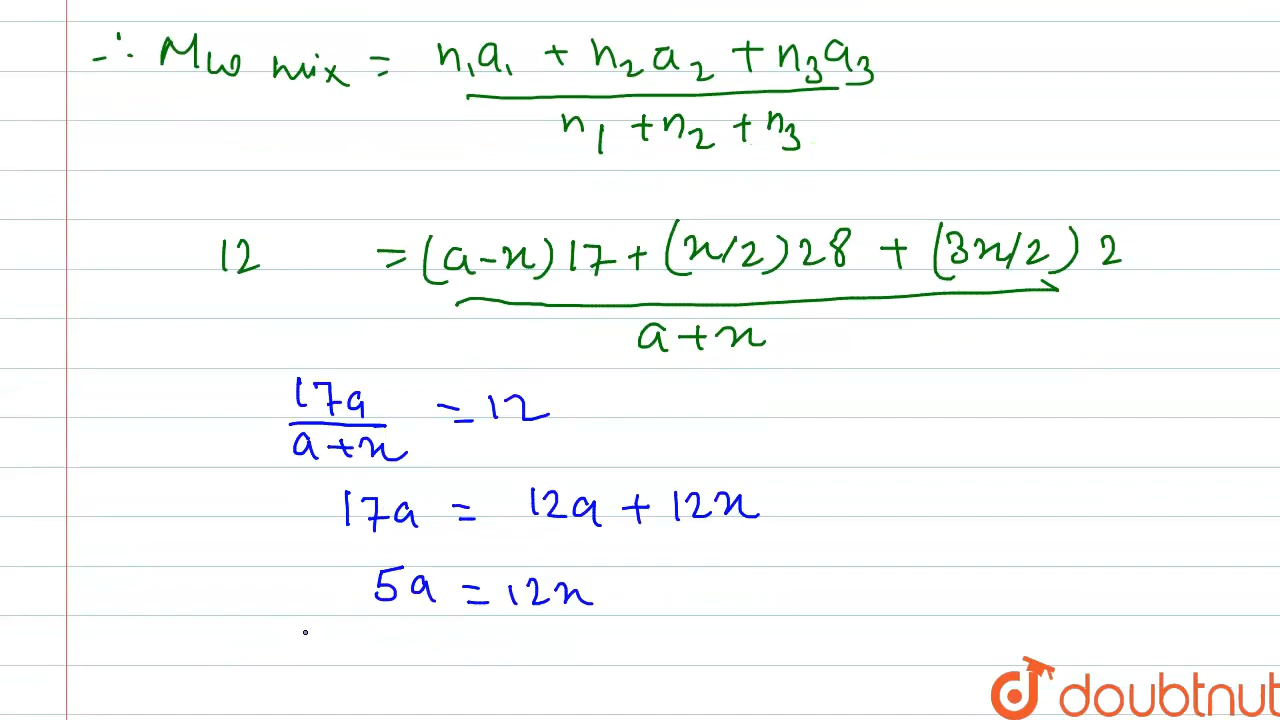 ∴ Mw mix = n₁a₁ + n₂a₂ + n₃a₃
n₁ + n₂ + n₃
12 = (a-x)17 + (x/2)28 + (3x/2)2
a+x
17a
= 12
a+x
17a = 12a + 12x
5a = 12x
doubtnut